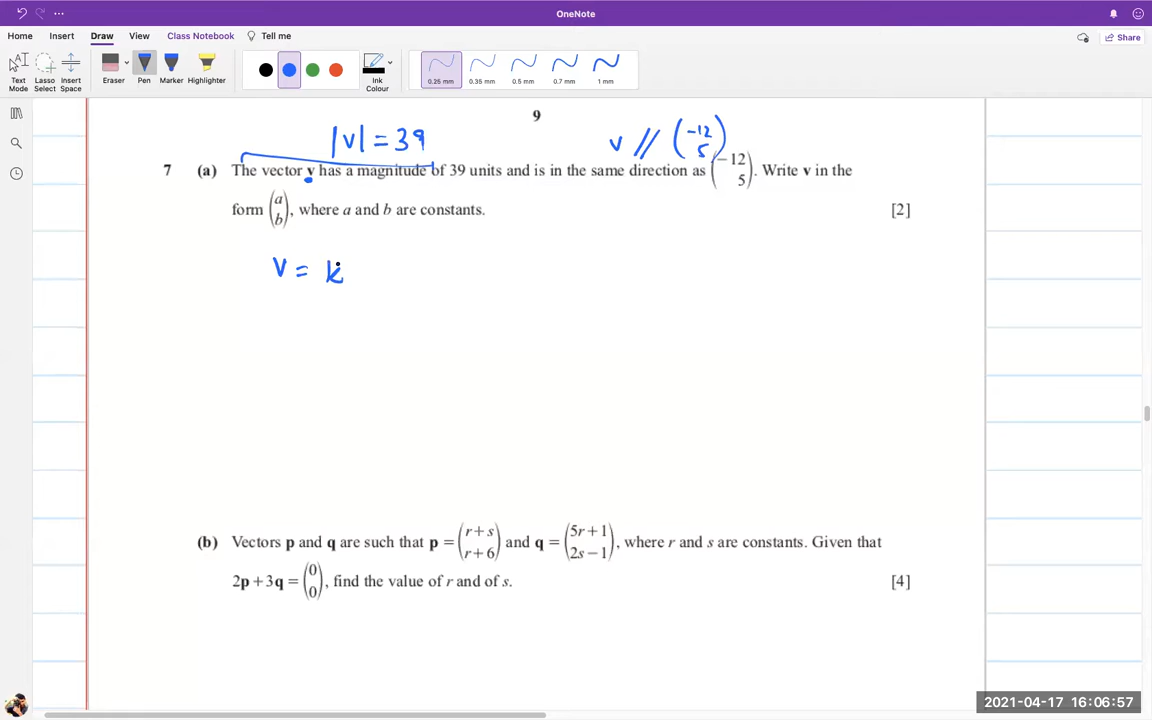 OneNote
Home Insert Draw View Class Notebook Tell me Share
Text Mode Lasso Select Insert Space Eraser Pen Marker Highlighter Ink Colour 0.25 mm 0.35 mm 0.5 mm 0.7 mm 1 mm
9
|v| = 39 v // (-12 5)
7 (a) The vector v has a magnitude of 39 units and is in the same direction as (−12 5). Write v in the
form (a b), where a and b are constants. [2]
v = k
(b) Vectors p and q are such that p = (r+s r+6) and q = (5r+1 2s−1), where r and s are constants. Given that
2p+3q = (0 0), find the value of r and of s. [4]
2021-04-17 16:06:57